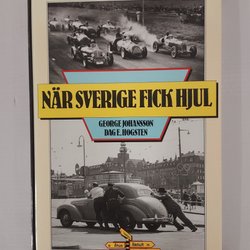 NÄR SVERIGE FICK HJUL
GEORGE JOHANSSON
DAG E. HOGSTEN